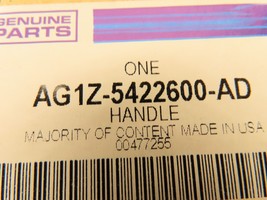 GENUINE
PARTS
ONE
AG1Z-5422600-AD
HANDLE
MAJORITY OF CONTENT MADE IN USA
00477255